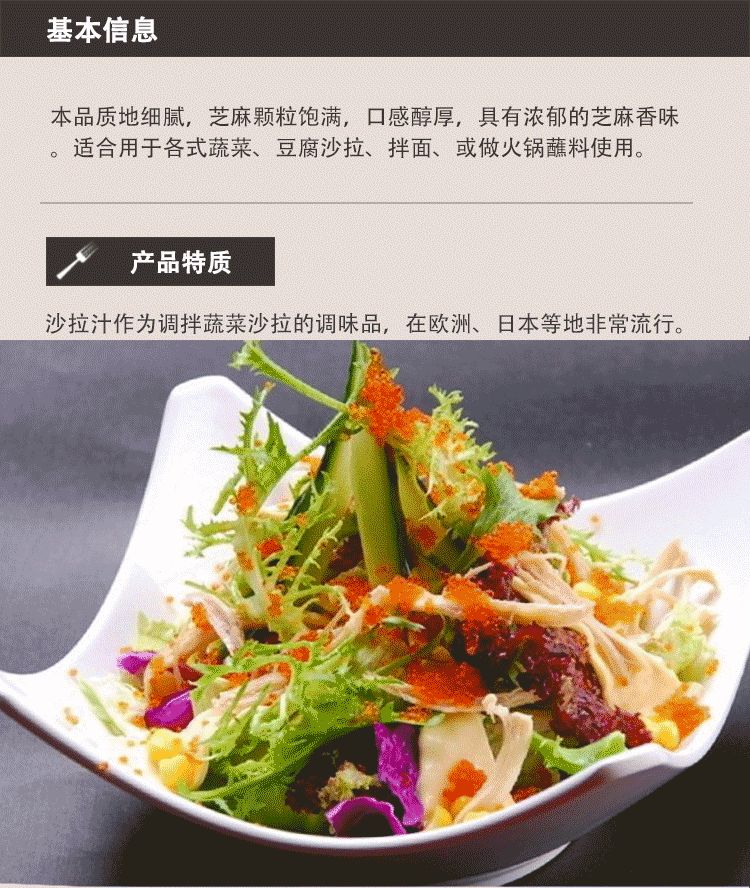 基本信息
本品质地细腻，芝麻颗粒饱满，口感醇厚，具有浓郁的芝麻香味
。适合用于各式蔬菜、豆腐沙拉、拌面、或做火锅蘸料使用。
产品特质
沙拉汁作为调拌蔬菜沙拉的调味品，在欧洲、日本等地非常流行。